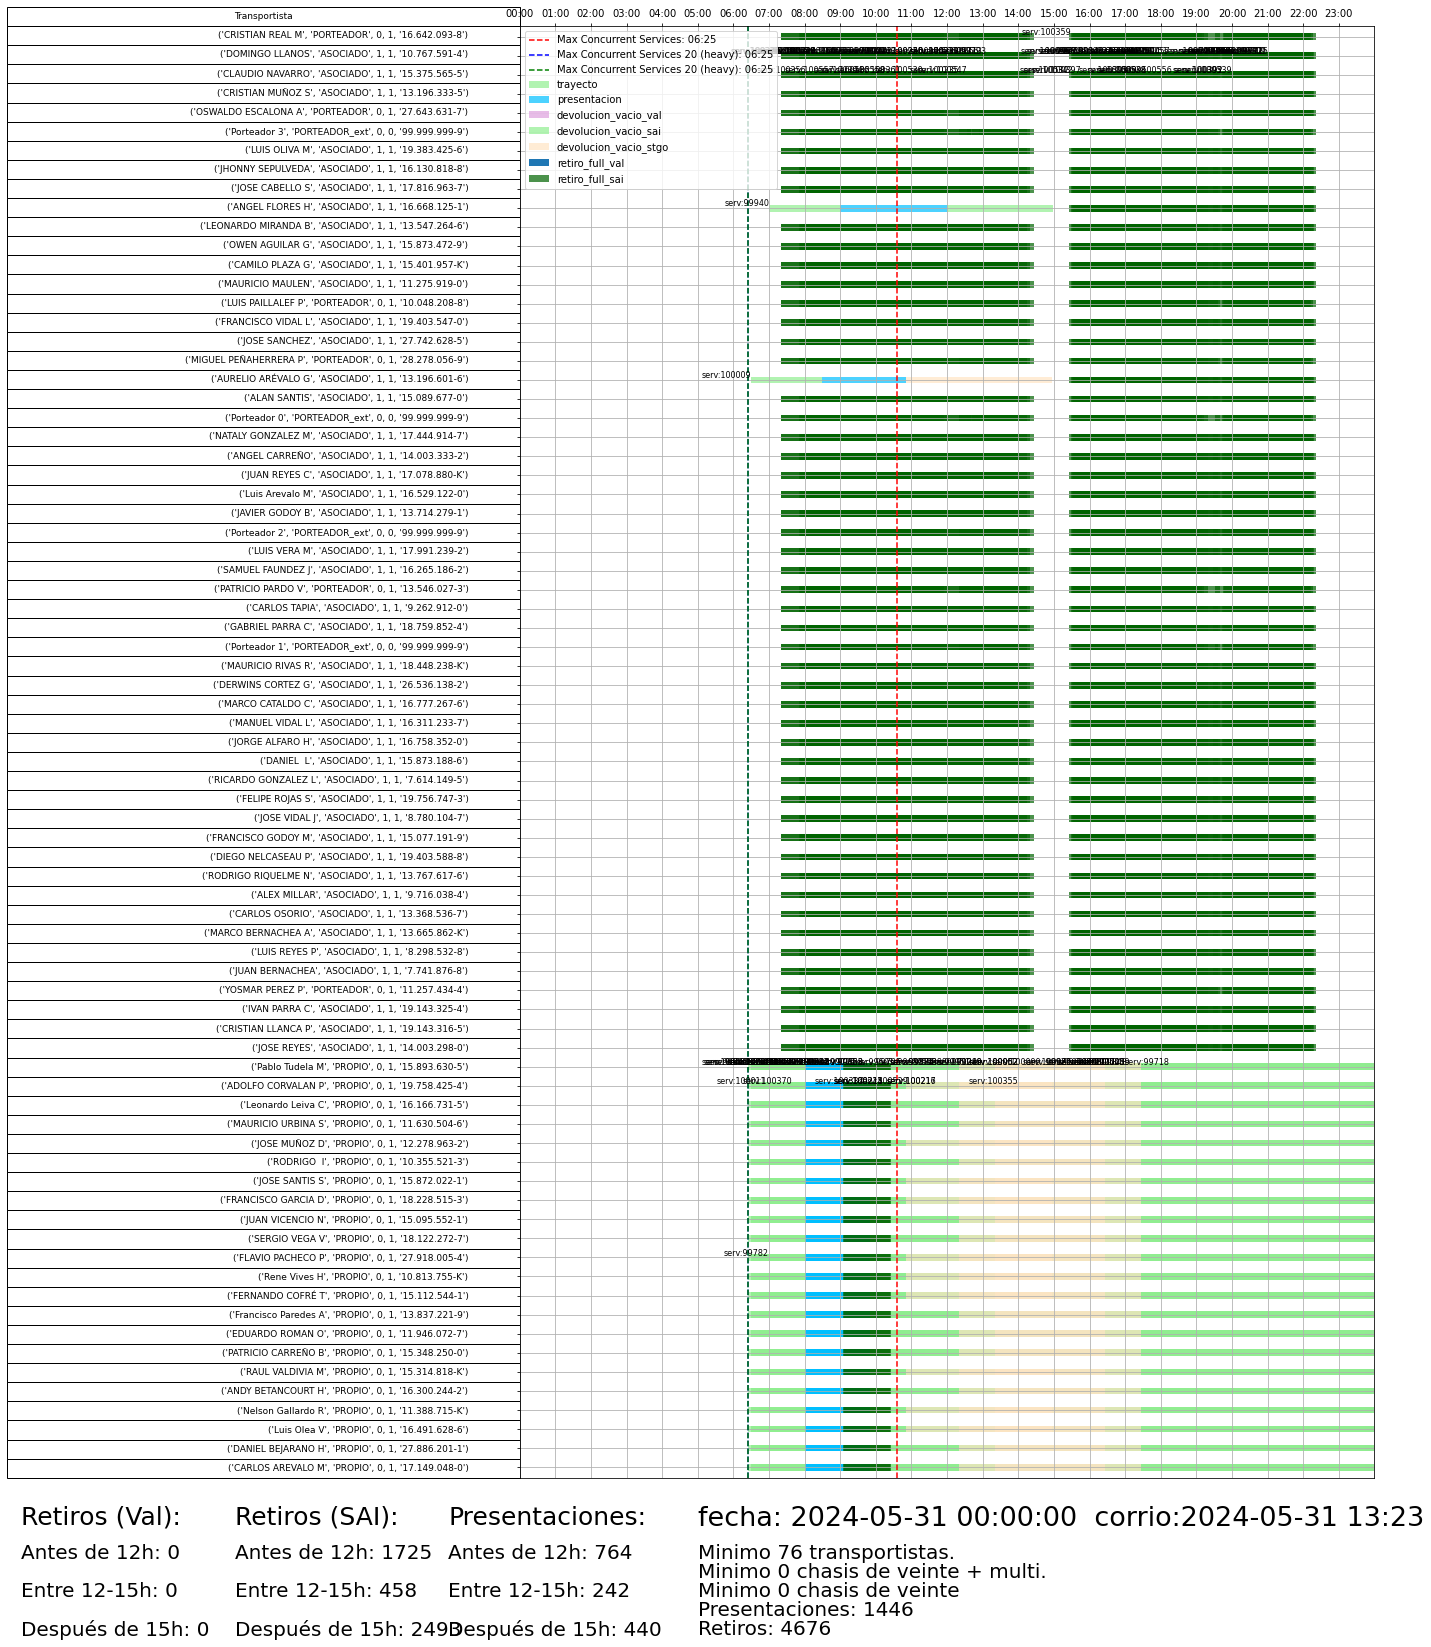 Transportista
00:00 01:00 02:00 03:00 04:00 05:00 06:00 07:00 08:00 09:00 10:00 11:00 12:00 13:00 14:00 15:00 16:00 17:00 18:00 19:00 20:00 21:00 22:00 23:00
('CRISTIAN REAL M', 'PORTEADOR', 0, 1, '16.642.093-8')
serv:100359
Max Concurrent Services: 06:25
Max Concurrent Services 20 (heavy): 06:25
Max Concurrent Services 20 (heavy): 06:25
trayecto
presentacion
devolucion_vacio_val
devolucion_vacio_sai
devolucion_vacio_stgo
retiro_full_val
retiro_full_sai
('DOMINGO LLANOS', 'ASOCIADO', 1, 1, '10.767.591-4')
('CLAUDIO NAVARRO', 'ASOCIADO', 1, 1, '15.375.565-5')
('CRISTIAN MUÑOZ S', 'ASOCIADO', 1, 1, '13.196.333-5')
('OSWALDO ESCALONA A', 'PORTEADOR', 0, 1, '27.643.631-7')
('Porteador 3', 'PORTEADOR_ext', 0, 0, '99.999.999-9')
('LUIS OLIVA M', 'ASOCIADO', 1, 1, '19.383.425-6')
('JHONNY SEPULVEDA', 'ASOCIADO', 1, 1, '16.130.818-8')
('JOSE CABELLO S', 'ASOCIADO', 1, 1, '17.816.963-7')
('ANGEL FLORES H', 'ASOCIADO', 1, 1, '16.668.125-1')
serv:99940
('LEONARDO MIRANDA B', 'ASOCIADO', 1, 1, '13.547.264-6')
('OWEN AGUILAR G', 'ASOCIADO', 1, 1, '15.873.472-9')
('CAMILO PLAZA G', 'ASOCIADO', 1, 1, '15.401.957-K')
('MAURICIO MAULEN', 'ASOCIADO', 1, 1, '11.275.919-0')
('LUIS PAILLALEF P', 'PORTEADOR', 0, 1, '10.048.208-8')
('FRANCISCO VIDAL L', 'ASOCIADO', 1, 1, '19.403.547-0')
('JOSE SANCHEZ', 'ASOCIADO', 1, 1, '27.742.628-5')
('MIGUEL PEÑAHERRERA P', 'PORTEADOR', 0, 1, '28.278.056-9')
('AURELIO ARÉVALO G', 'ASOCIADO', 1, 1, '13.196.601-6')
serv:100009
('ALAN SANTIS', 'ASOCIADO', 1, 1, '15.089.677-0')
('Porteador 0', 'PORTEADOR_ext', 0, 0, '99.999.999-9')
('NATALY GONZALEZ M', 'ASOCIADO', 1, 1, '17.444.914-7')
('ANGEL CARREÑO', 'ASOCIADO', 1, 1, '14.003.333-2')
('JUAN REYES C', 'ASOCIADO', 1, 1, '17.078.880-K')
('Luis Arevalo M', 'ASOCIADO', 1, 1, '16.529.122-0')
('JAVIER GODOY B', 'ASOCIADO', 1, 1, '13.714.279-1')
('Porteador 2', 'PORTEADOR_ext', 0, 0, '99.999.999-9')
('LUIS VERA M', 'ASOCIADO', 1, 1, '17.991.239-2')
('SAMUEL FAUNDEZ J', 'ASOCIADO', 1, 1, '16.265.186-2')
('PATRICIO PARDO V', 'PORTEADOR', 0, 1, '13.546.027-3')
('CARLOS TAPIA', 'ASOCIADO', 1, 1, '9.262.912-0')
('GABRIEL PARRA C', 'ASOCIADO', 1, 1, '18.759.852-4')
('Porteador 1', 'PORTEADOR_ext', 0, 0, '99.999.999-9')
('MAURICIO RIVAS R', 'ASOCIADO', 1, 1, '18.448.238-K')
('DERWINS CORTEZ G', 'ASOCIADO', 1, 1, '26.536.138-2')
('MARCO CATALDO C', 'ASOCIADO', 1, 1, '16.777.267-6')
('MANUEL VIDAL L', 'ASOCIADO', 1, 1, '16.311.233-7')
('JORGE ALFARO H', 'ASOCIADO', 1, 1, '16.758.352-0')
('DANIEL  L', 'ASOCIADO', 1, 1, '15.873.188-6')
('RICARDO GONZALEZ L', 'ASOCIADO', 1, 1, '7.614.149-5')
('FELIPE ROJAS S', 'ASOCIADO', 1, 1, '19.756.747-3')
('JOSE VIDAL J', 'ASOCIADO', 1, 1, '8.780.104-7')
('FRANCISCO GODOY M', 'ASOCIADO', 1, 1, '15.077.191-9')
('DIEGO NELCASEAU P', 'ASOCIADO', 1, 1, '19.403.588-8')
('RODRIGO RIQUELME N', 'ASOCIADO', 1, 1, '13.767.617-6')
('ALEX MILLAR', 'ASOCIADO', 1, 1, '9.716.038-4')
('CARLOS OSORIO', 'ASOCIADO', 1, 1, '13.368.536-7')
('MARCO BERNACHEA A', 'ASOCIADO', 1, 1, '13.665.862-K')
('LUIS REYES P', 'ASOCIADO', 1, 1, '8.298.532-8')
('JUAN BERNACHEA', 'ASOCIADO', 1, 1, '7.741.876-8')
('YOSMAR PEREZ P', 'PORTEADOR', 0, 1, '11.257.434-4')
('IVAN PARRA C', 'ASOCIADO', 1, 1, '19.143.325-4')
('CRISTIAN LLANCA P', 'ASOCIADO', 1, 1, '19.143.316-5')
('JOSE REYES', 'ASOCIADO', 1, 1, '14.003.298-0')
('Pablo Tudela M', 'PROPIO', 0, 1, '15.893.630-5')
serv:99718
('ADOLFO CORVALAN P', 'PROPIO', 0, 1, '19.758.425-4')
serv:100355
('Leonardo Leiva C', 'PROPIO', 0, 1, '16.166.731-5')
('MAURICIO URBINA S', 'PROPIO', 0, 1, '11.630.504-6')
('JOSE MUÑOZ D', 'PROPIO', 0, 1, '12.278.963-2')
('RODRIGO  I', 'PROPIO', 0, 1, '10.355.521-3')
('JOSE SANTIS S', 'PROPIO', 0, 1, '15.872.022-1')
('FRANCISCO GARCIA D', 'PROPIO', 0, 1, '18.228.515-3')
('JUAN VICENCIO N', 'PROPIO', 0, 1, '15.095.552-1')
('SERGIO VEGA V', 'PROPIO', 0, 1, '18.122.272-7')
('FLAVIO PACHECO P', 'PROPIO', 0, 1, '27.918.005-4')
serv:99782
('Rene Vives H', 'PROPIO', 0, 1, '10.813.755-K')
('FERNANDO COFRÉ T', 'PROPIO', 0, 1, '15.112.544-1')
('Francisco Paredes A', 'PROPIO', 0, 1, '13.837.221-9')
('EDUARDO ROMAN O', 'PROPIO', 0, 1, '11.946.072-7')
('PATRICIO CARREÑO B', 'PROPIO', 0, 1, '15.348.250-0')
('RAUL VALDIVIA M', 'PROPIO', 0, 1, '15.314.818-K')
('ANDY BETANCOURT H', 'PROPIO', 0, 1, '16.300.244-2')
('Nelson Gallardo R', 'PROPIO', 0, 1, '11.388.715-K')
('Luis Olea V', 'PROPIO', 0, 1, '16.491.628-6')
('DANIEL BEJARANO H', 'PROPIO', 0, 1, '27.886.201-1')
('CARLOS AREVALO M', 'PROPIO', 0, 1, '17.149.048-0')
Retiros (Val):
Antes de 12h: 0
Entre 12-15h: 0
Después de 15h: 0
Retiros (SAI):
Antes de 12h: 1725
Entre 12-15h: 458
Después de 15h: 2493
Presentaciones:
Antes de 12h: 764
Entre 12-15h: 242
Después de 15h: 440
fecha: 2024-05-31 00:00:00  corrio:2024-05-31 13:23
Minimo 76 transportistas.
Minimo 0 chasis de veinte + multi.
Minimo 0 chasis de veinte
Presentaciones: 1446
Retiros: 4676